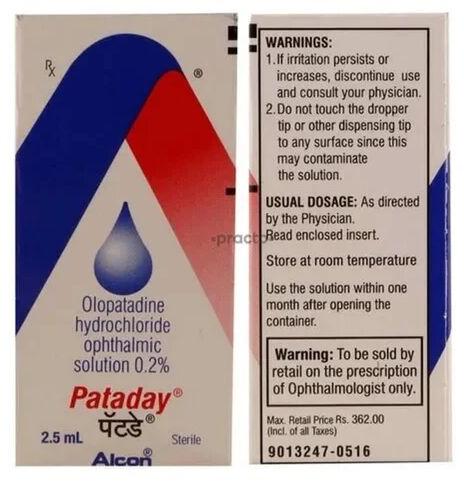 Rx
®
Olopatadine
hydrochloride
ophthalmic
solution 0.2%
Pataday®
पॅटडे®
2.5 mL
Sterile
Alcon®
WARNINGS:
1.If irritation persists or
increases, discontinue use
and consult your physician.
2.Do not touch the dropper
tip or other dispensing tip
to any surface since this
may contaminate
the solution.
USUAL DOSAGE: As directed
by the Physician.
•practo•
Read enclosed insert.
Store at room temperature
Use the solution within one
month after opening the
container.
Warning: To be sold by
retail on the prescription
of Ophthalmologist only.
Max. Retail Price Rs. 362.00
(Incl. of all Taxes)
9013247-0516